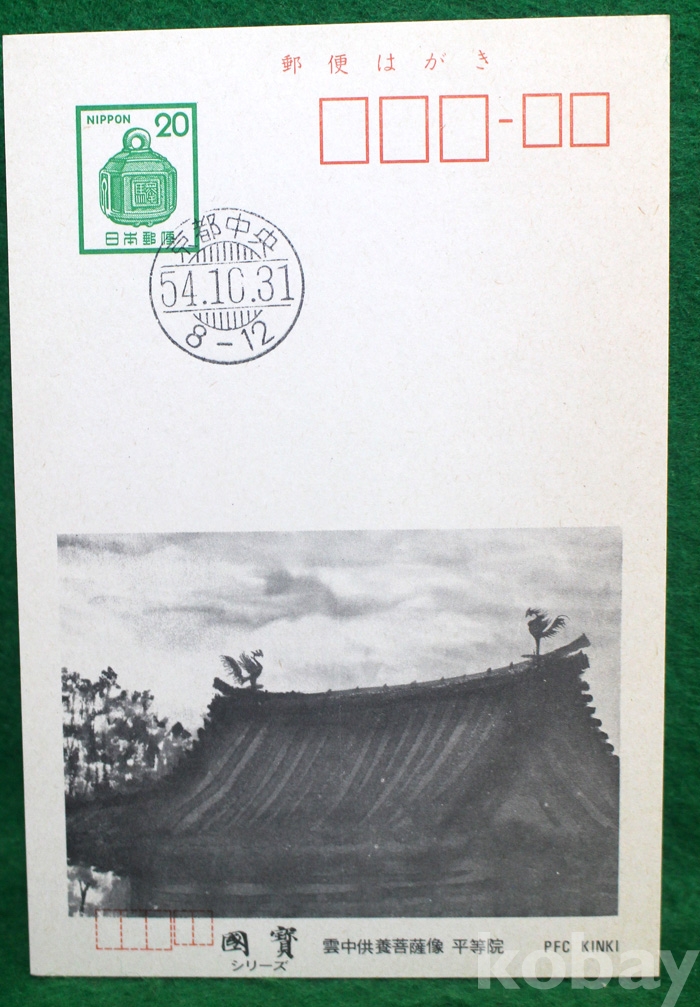 郵便はがき
NIPPON 20
駅
日本郵便
京都中央
54.10.31
8-12
國寶
シリーズ
雲中供養菩薩像 平等院
PFC KINKI
kobay